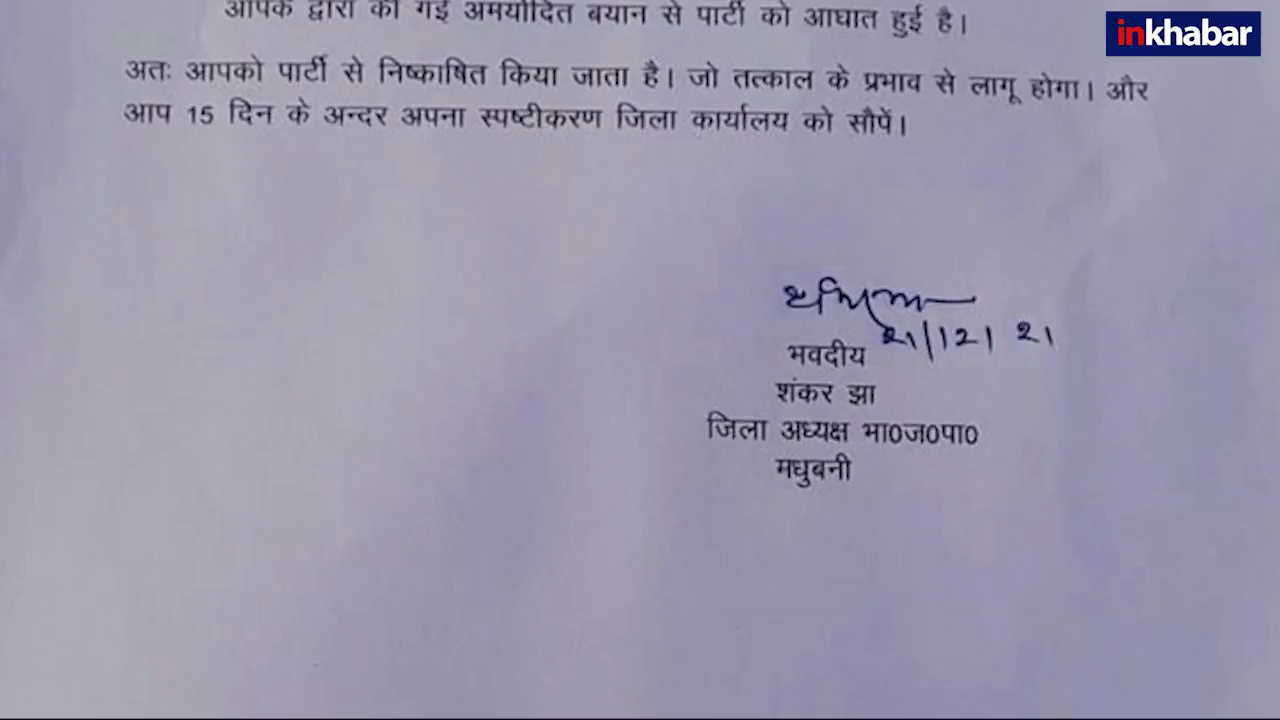 आपके द्वारा की गई अमर्यादित बयान से पार्टी को आघात हुई है।
inkhabar
अतः आपको पार्टी से निष्काषित किया जाता है। जो तत्काल के प्रभाव से लागू होगा। और
आप 15 दिन के अन्दर अपना स्पष्टीकरण जिला कार्यालय को सौपें।
21/12/21
भवदीय
शंकर झा
जिला अध्यक्ष भा0ज0पा0
मधुबनी